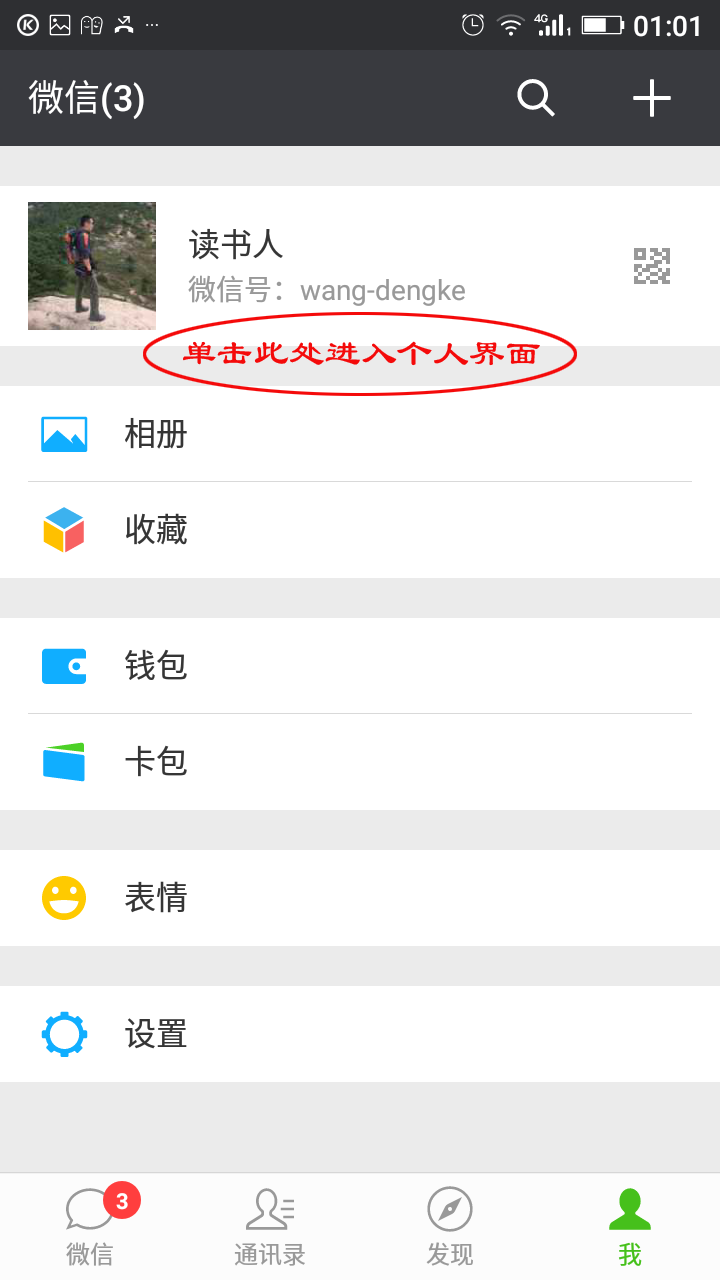 4G 1 01:01
微信(3)
读书人
微信号：wang-dengke
单击此处进入个人界面
相册
收藏
钱包
卡包
表情
设置
3
微信 通讯录 发现 我